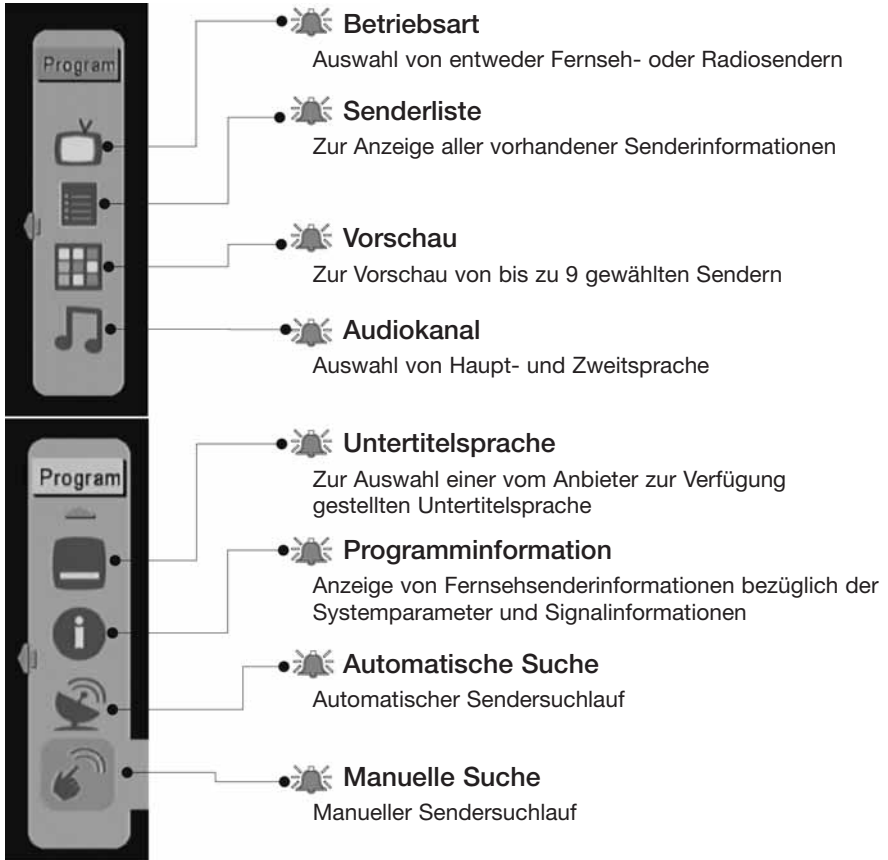 Program
Betriebsart
Auswahl von entweder Fernseh- oder Radiosendern
Senderliste
Zur Anzeige aller vorhandener Senderinformationen
Vorschau
Zur Vorschau von bis zu 9 gewählten Sendern
Audiokanal
Auswahl von Haupt- und Zweitsprache
Program
Untertitelsprache
Zur Auswahl einer vom Anbieter zur Verfügung
gestellten Untertitelsprache
Programminformation
Anzeige von Fernsehsenderinformationen bezüglich der
Systemparameter und Signalinformationen
Automatische Suche
Automatischer Sendersuchlauf
Manuelle Suche
Manueller Sendersuchlauf